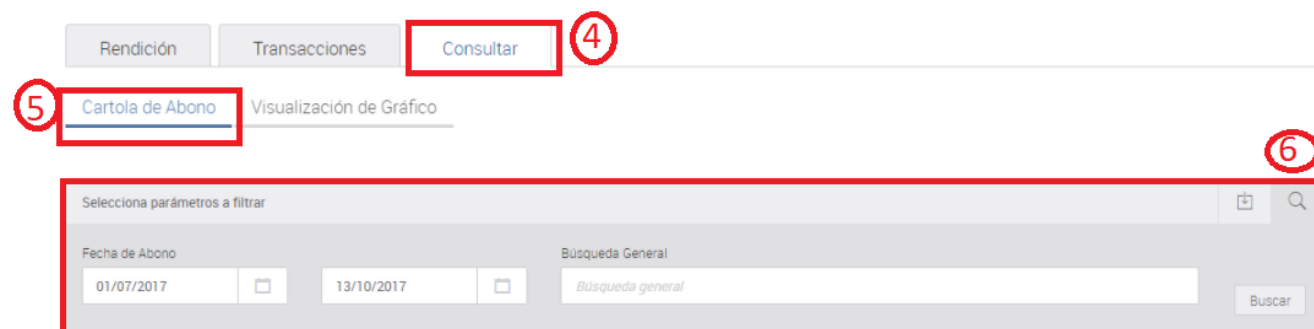 Rendición Transacciones Consultar 4
5 Cartola de Abono Visualización de Gráfico
6
Selecciona parámetros a filtrar
Fecha de Abono Búsqueda General
01/07/2017 13/10/2017 Búsqueda general
Buscar